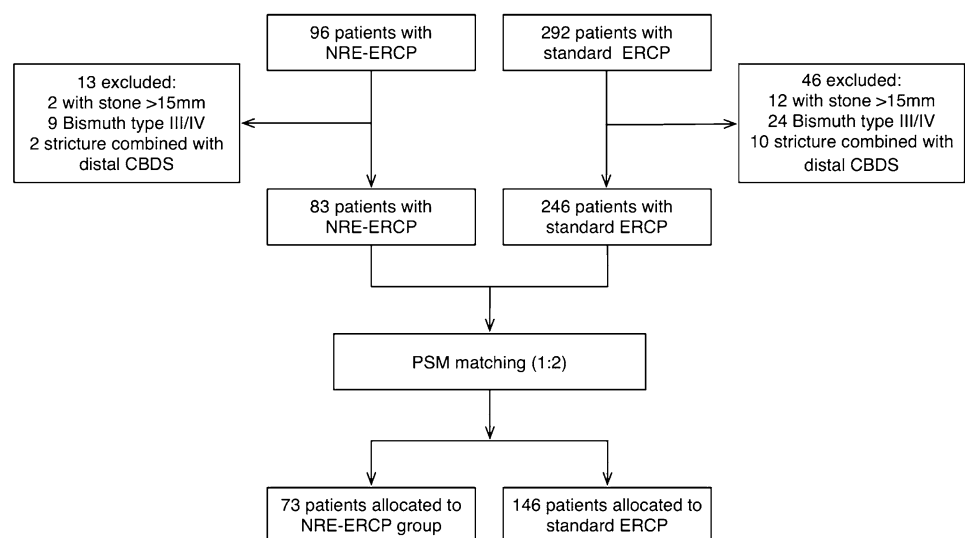 96 patients with
NRE-ERCP
292 patients with
standard ERCP
13 excluded:
2 with stone >15mm
9 Bismuth type III/IV
2 stricture combined with
distal CBDS
46 excluded:
12 with stone >15mm
24 Bismuth type III/IV
10 stricture combined with
distal CBDS
83 patients with
NRE-ERCP
246 patients with
standard ERCP
PSM matching (1:2)
73 patients allocated to
NRE-ERCP group
146 patients allocated to
standard ERCP